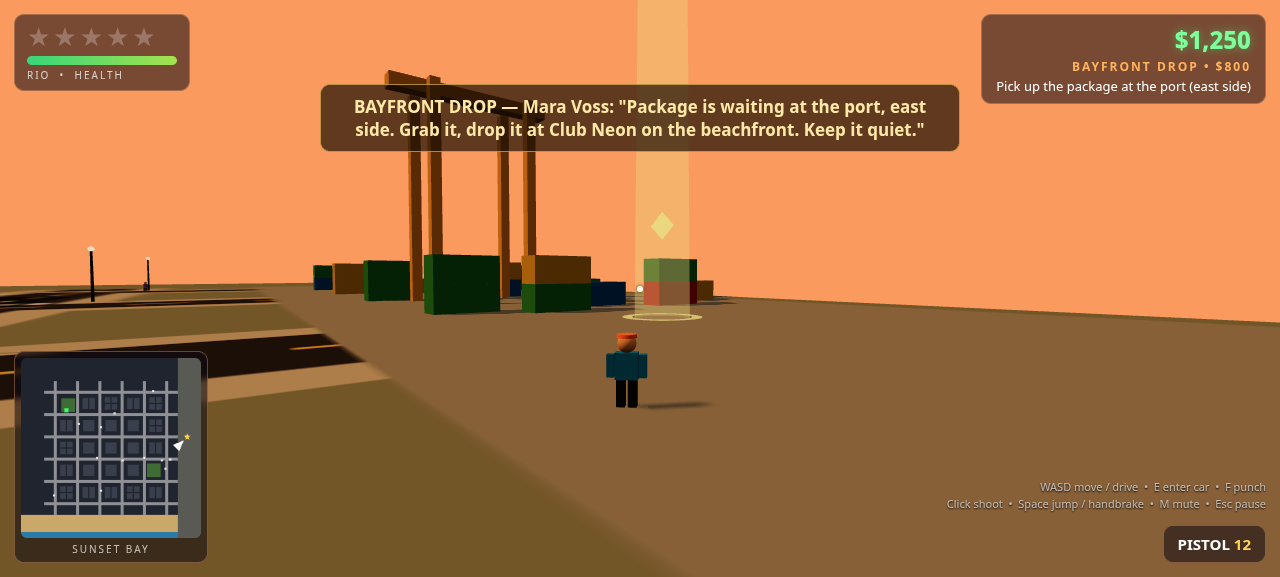 ★★★★★
RIO • HEALTH
$1,250
BAYFRONT DROP • $800
Pick up the package at the port (east side)
BAYFRONT DROP — Mara Voss: "Package is waiting at the port, east
side. Grab it, drop it at Club Neon on the beachfront. Keep it quiet."
SUNSET BAY
WASD move / drive • E enter car • F punch
Click shoot • Space jump / handbrake • M mute • Esc pause
PISTOL 12